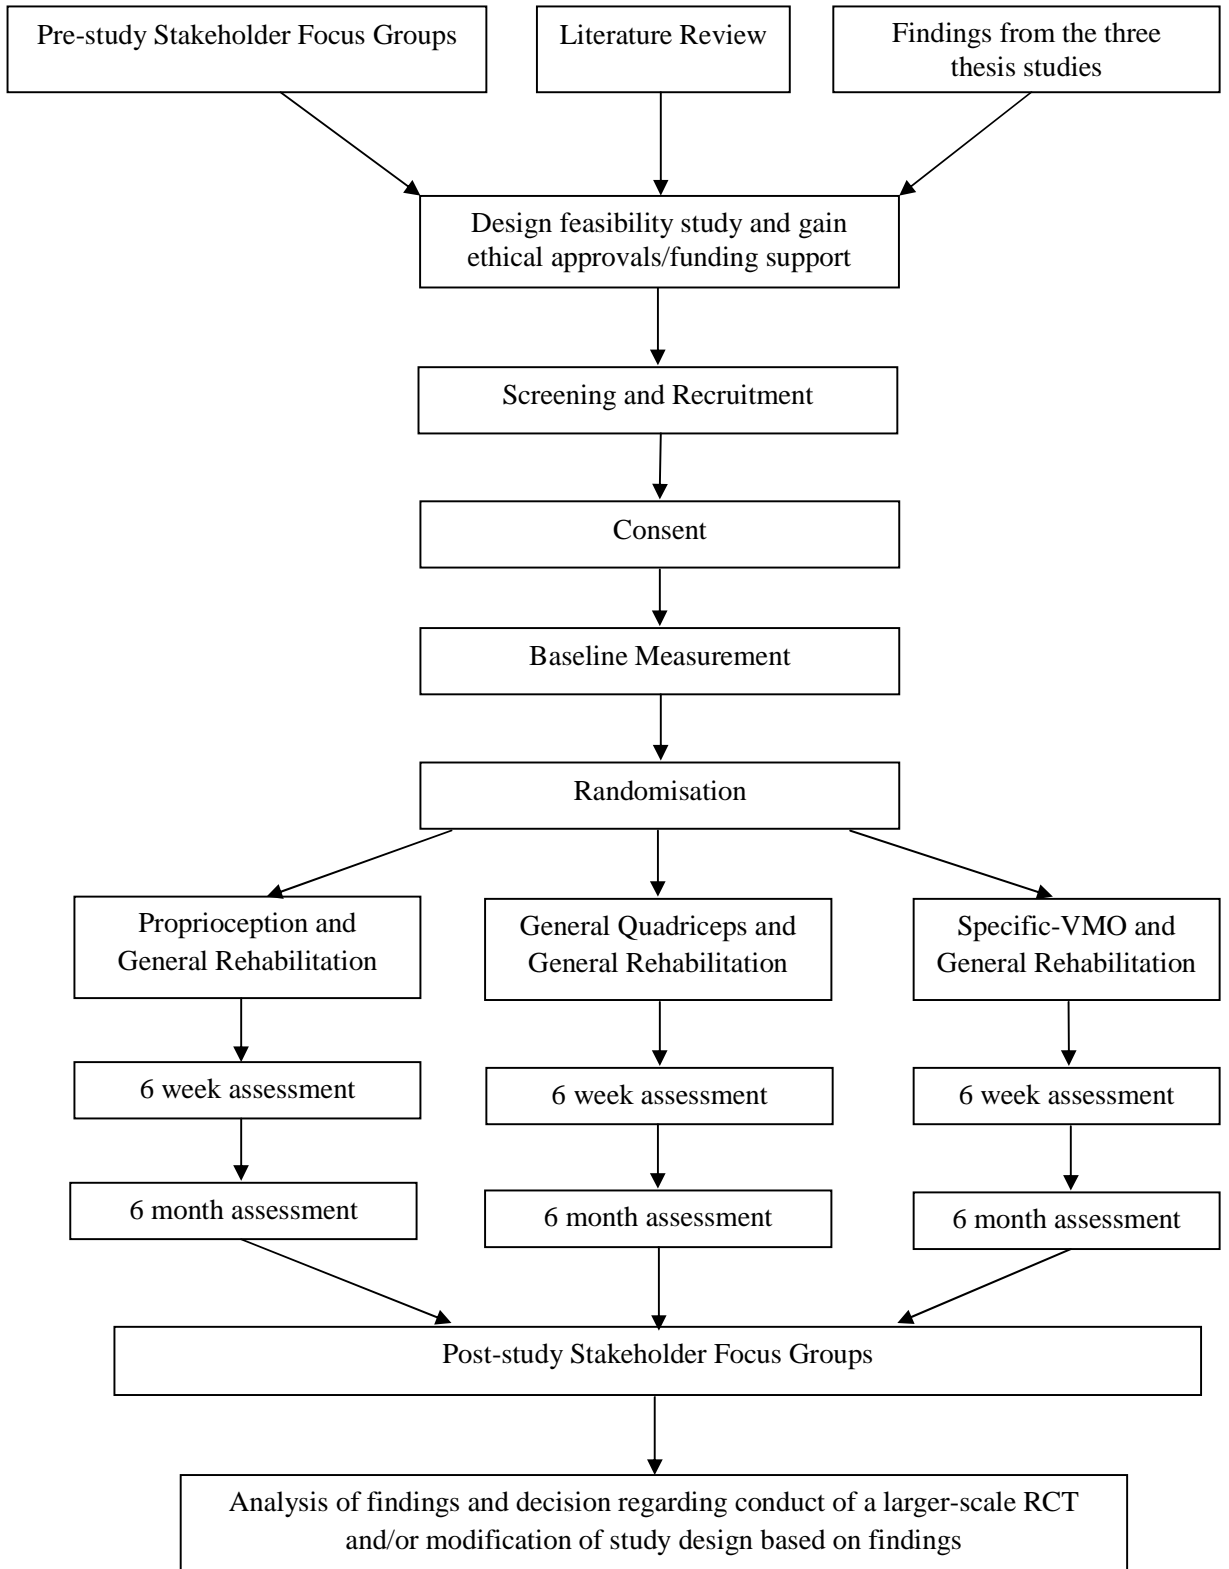 Pre-study Stakeholder Focus Groups
Literature Review
Findings from the three
thesis studies
Design feasibility study and gain
ethical approvals/funding support
Screening and Recruitment
Consent
Baseline Measurement
Randomisation
Proprioception and
General Rehabilitation
General Quadriceps and
General Rehabilitation
Specific-VMO and
General Rehabilitation
6 week assessment
6 week assessment
6 week assessment
6 month assessment
6 month assessment
6 month assessment
Post-study Stakeholder Focus Groups
Analysis of findings and decision regarding conduct of a larger-scale RCT
and/or modification of study design based on findings